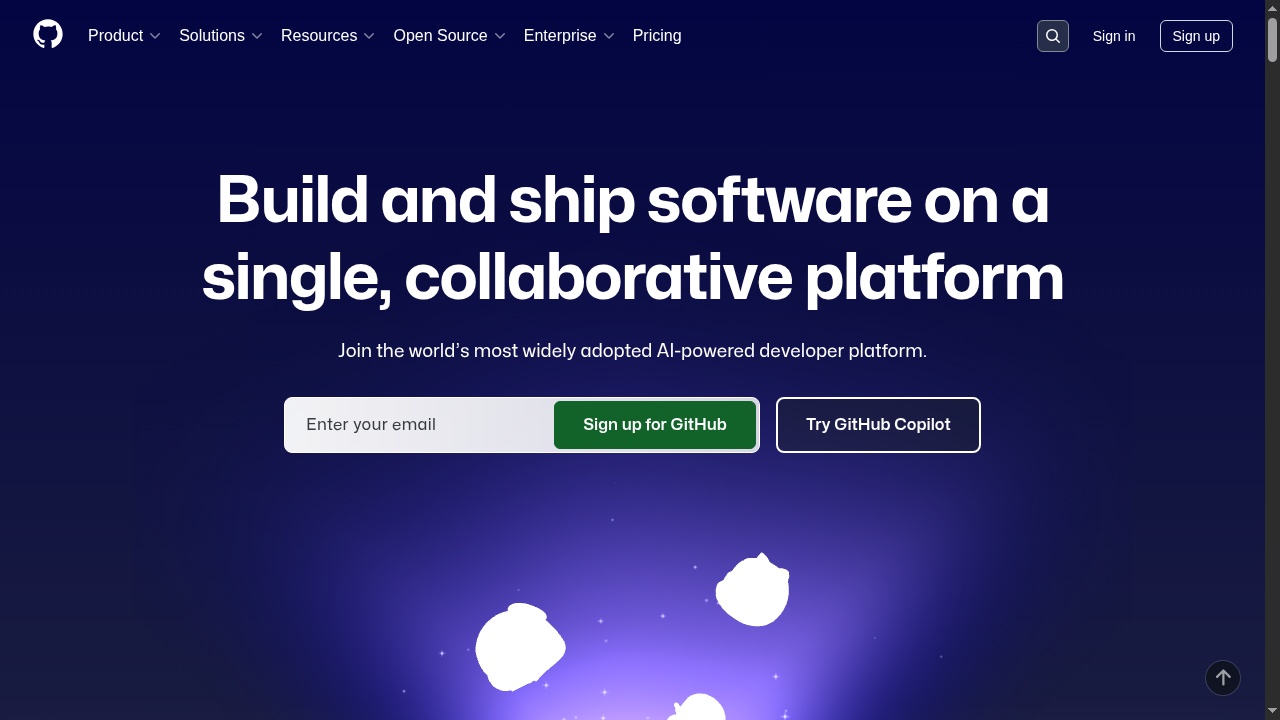 Product Solutions Resources Open Source Enterprise Pricing Sign in Sign up
Build and ship software on a
single, collaborative platform
Join the world’s most widely adopted AI-powered developer platform.
Enter your email Sign up for GitHub Try GitHub Copilot